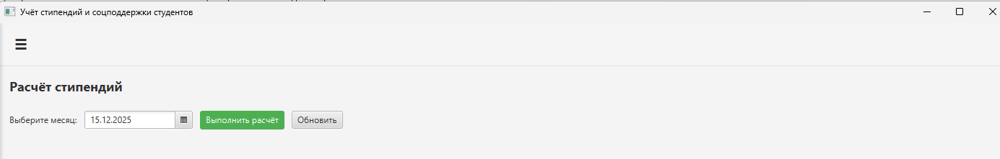 Учёт стипендий и соцподдержки студентов
Расчёт стипендий
Выберите месяц: 15.12.2025 Выполнить расчёт Обновить